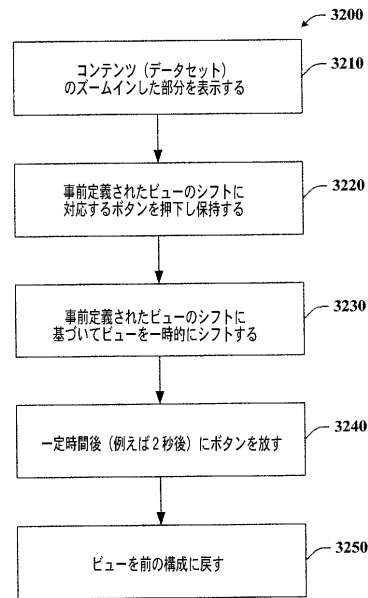 3200
コンテンツ（データセット）
のズームインした部分を表示する
3210
事前定義されたビューのシフトに
対応するボタンを押下し保持する
3220
事前定義されたビューのシフトに
基づいてビューを一時的にシフトする
3230
一定時間後（例えば２秒後）にボタンを放す
3240
ビューを前の構成に戻す
3250